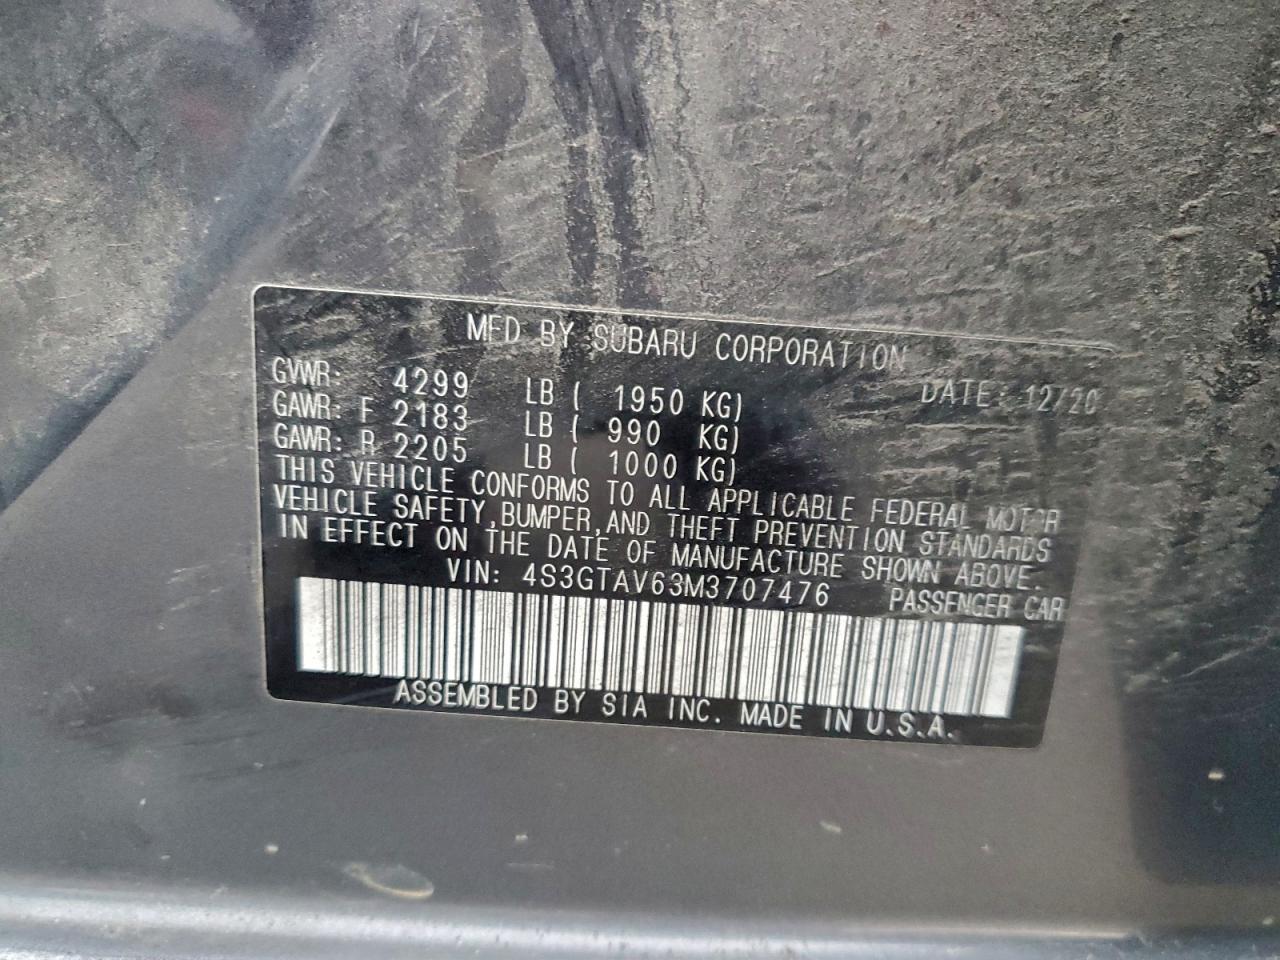 MFD BY SUBARU CORPORATION
GVWR: 4299 LB ( 1950 KG) DATE: 12/20
GAWR: F 2183 LB ( 990 KG)
GAWR: R 2205 LB ( 1000 KG)
THIS VEHICLE CONFORMS TO ALL APPLICABLE FEDERAL MOTOR
VEHICLE SAFETY, BUMPER, AND THEFT PREVENTION STANDARDS
IN EFFECT ON THE DATE OF MANUFACTURE SHOWN ABOVE.
VIN: 4S3GTAV63M3707476 PASSENGER CAR
ASSEMBLED BY SIA INC. MADE IN U.S.A.